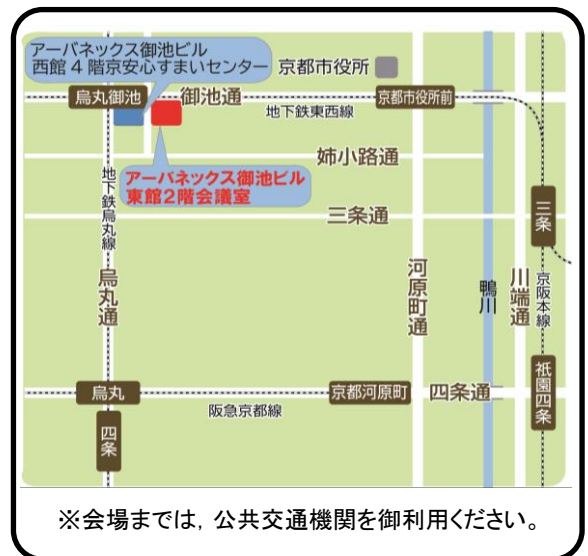 アーバネックス御池ビル
西館4階京安心すまいセンター
京都市役所
烏丸御池
御池通
地下鉄東西線
京都市役所前
姉小路通
アーバネックス御池ビル
東館2階会議室
地下鉄烏丸線
三条通
三条
烏丸通
河原町通
鴨川
川端通
京阪本線
烏丸
京都河原町
四条通
祇園四条
阪急京都線
四条
※会場までは，公共交通機関を御利用ください。